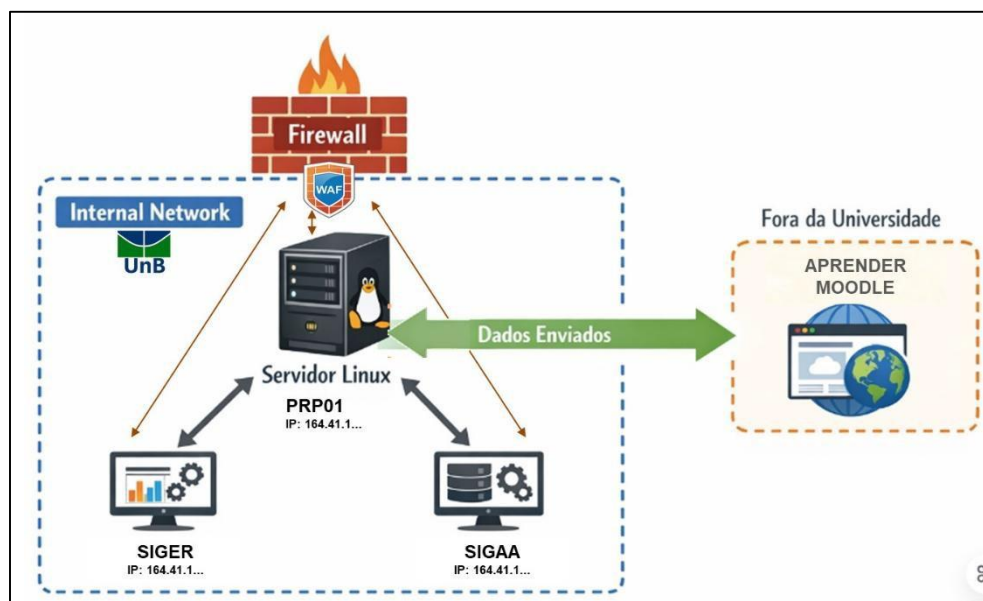 Firewall
WAF
Internal Network
UnB
Fora da Universidade
APRENDER
MOODLE
Dados Enviados
Servidor Linux
PRP01
IP: 164.41.1...
SIGER
IP: 164.41.1...
SIGAA
IP: 164.41.1...